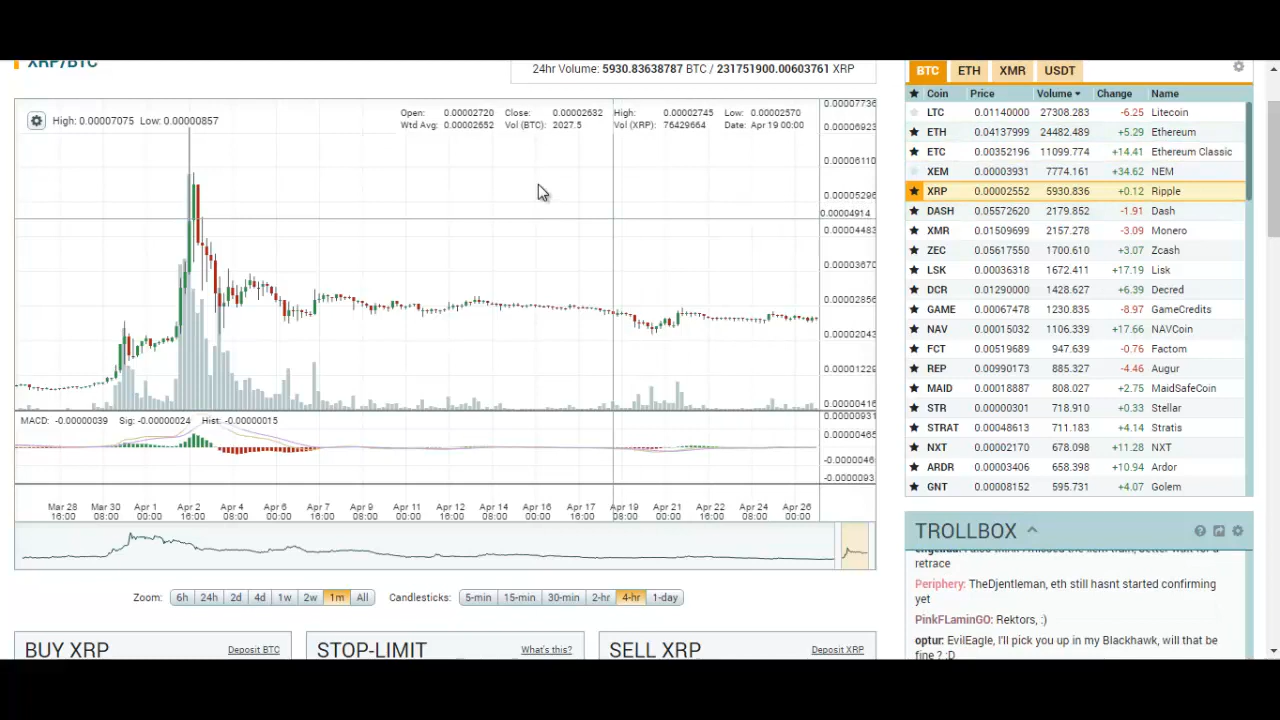 XRP/BTC
24hr Volume: 5930.83638787 BTC / 231751900.00603761 XRP
High: 0.00007075 Low: 0.00000857
Open: 0.00002720 Close: 0.00002632 High: 0.00002745 Low: 0.00002570
Wtd Avg: 0.00002652 Vol (BTC): 2027.5 Vol (XRP): 76429664 Date: Apr 19 00:00
0.00007736
0.00006923
0.00006110
0.00005296
0.00004914
0.00004483
0.00003670
0.00002856
0.00002043
0.00001229
0.00000416
MACD: -0.00000039 Sig: -0.00000024 Hist: -0.00000015
0.00000931
0.00000465
-0.0000046
-0.0000093
Mar 28 Mar 30 Apr 1 Apr 2 Apr 4 Apr 6 Apr 7 Apr 9 Apr 11 Apr 12 Apr 14 Apr 16 Apr 17 Apr 19 Apr 21 Apr 22 Apr 24 Apr 26
16:00 08:00 00:00 16:00 08:00 00:00 16:00 08:00 00:00 16:00 08:00 00:00 16:00 08:00 00:00 16:00 08:00 00:00
Zoom: 6h 24h 2d 4d 1w 2w 1m All Candlesticks: 5-min 15-min 30-min 2-hr 4-hr 1-day
BUY XRP Deposit BTC
STOP-LIMIT What's this?
SELL XRP Deposit XRP
BTC ETH XMR USDT
Coin Price Volume Change Name
LTC 0.01140000 27308.283 -6.25 Litecoin
ETH 0.04137999 24482.489 +5.29 Ethereum
ETC 0.00352196 11099.774 +14.41 Ethereum Classic
XEM 0.00003931 7774.161 +34.62 NEM
XRP 0.00002552 5930.836 +0.12 Ripple
DASH 0.05572620 2179.852 -1.91 Dash
XMR 0.01509699 2157.278 -3.09 Monero
ZEC 0.05617550 1700.610 +3.07 Zcash
LSK 0.00036318 1672.411 +17.19 Lisk
DCR 0.01290000 1428.627 +6.39 Decred
GAME 0.00067478 1230.835 -8.97 GameCredits
NAV 0.00015032 1106.339 +17.66 NAVCoin
FCT 0.00519689 947.639 -0.76 Factom
REP 0.00990173 885.327 -4.46 Augur
MAID 0.00018887 808.027 +2.75 MaidSafeCoin
STR 0.00000301 718.910 +0.33 Stellar
STRAT 0.00048613 711.183 +4.14 Stratis
NXT 0.00002170 678.098 +11.28 NXT
ARDR 0.00003406 658.398 +10.94 Ardor
GNT 0.00008152 595.731 +4.07 Golem
TROLLBOX
retrace
Periphery: TheDjentleman, eth still hasnt started confirming
yet
PinkFLaminGO: Rektors, :)
optur: EvilEagle, I'll pick you up in my Blackhawk, will that be
fine ? :D